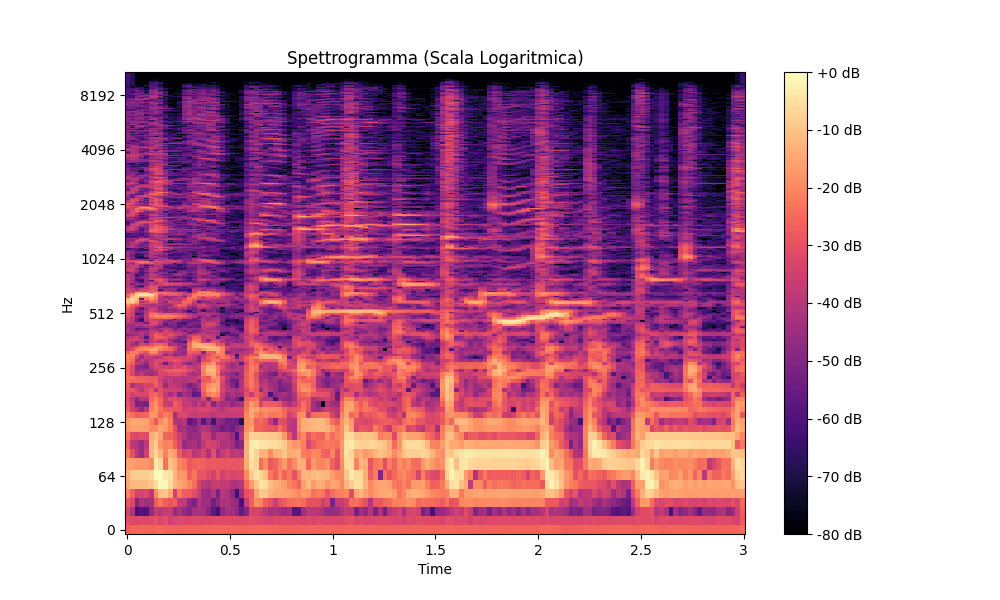 Spettrogramma (Scala Logaritmica)
Hz
8192
4096
2048
1024
512
256
128
64
0
0
0.5
1
1.5
2
2.5
3
Time
+0 dB
-10 dB
-20 dB
-30 dB
-40 dB
-50 dB
-60 dB
-70 dB
-80 dB